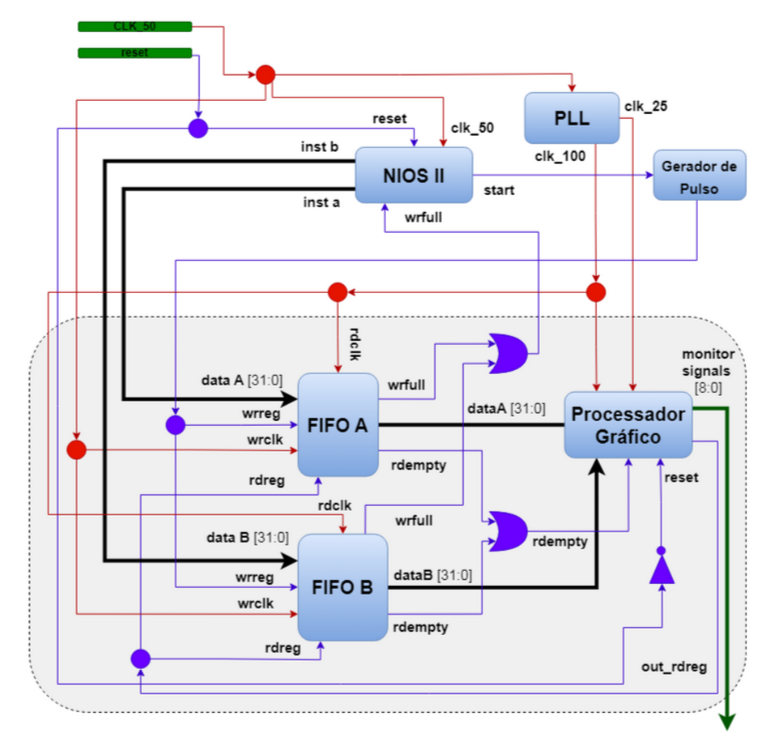 CLK_50
reset
clk_25
PLL
reset
clk_50
clk_100
inst b
NIOS II
Gerador de
Pulso
start
inst a
wrfull
rdclk
monitor
signals
[8:0]
data A [31:0]
wrfull
wrreg
FIFO A
dataA [31:0]
Processador
Gráfico
wrclk
rdempty
rdreg
reset
rdclk
wrfull
data B [31:0]
rdempty
wrreg
FIFO B
dataB [31:0]
wrclk
rdempty
rdreg
out_rdreg